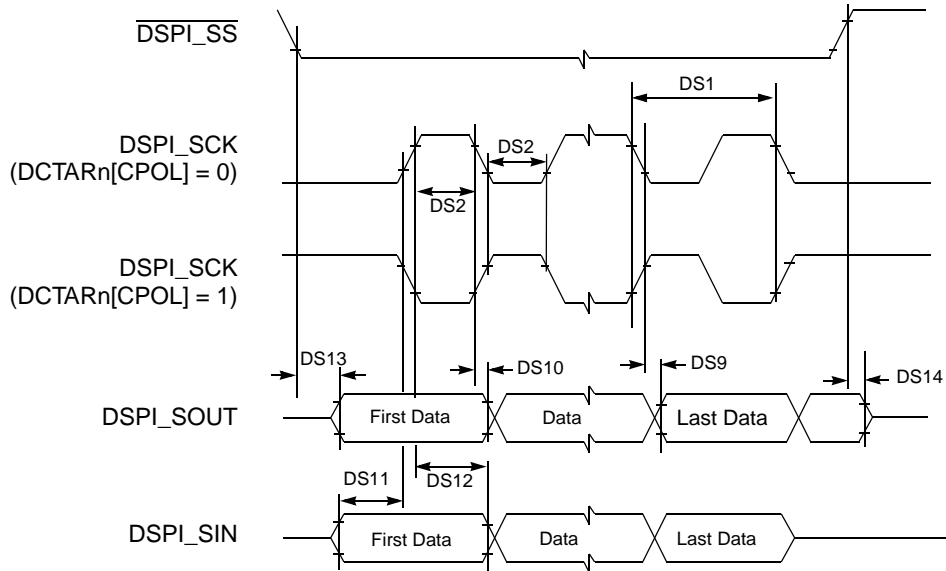 DSPI_SS
DS1
DSPI_SCK
(DCTARn[CPOL] = 0)
DS2
DS2
DSPI_SCK
(DCTARn[CPOL] = 1)
DS13
DS10
DS9
DS14
DSPI_SOUT
First Data
Data
Last Data
DS11
DS12
DSPI_SIN
First Data
Data
Last Data